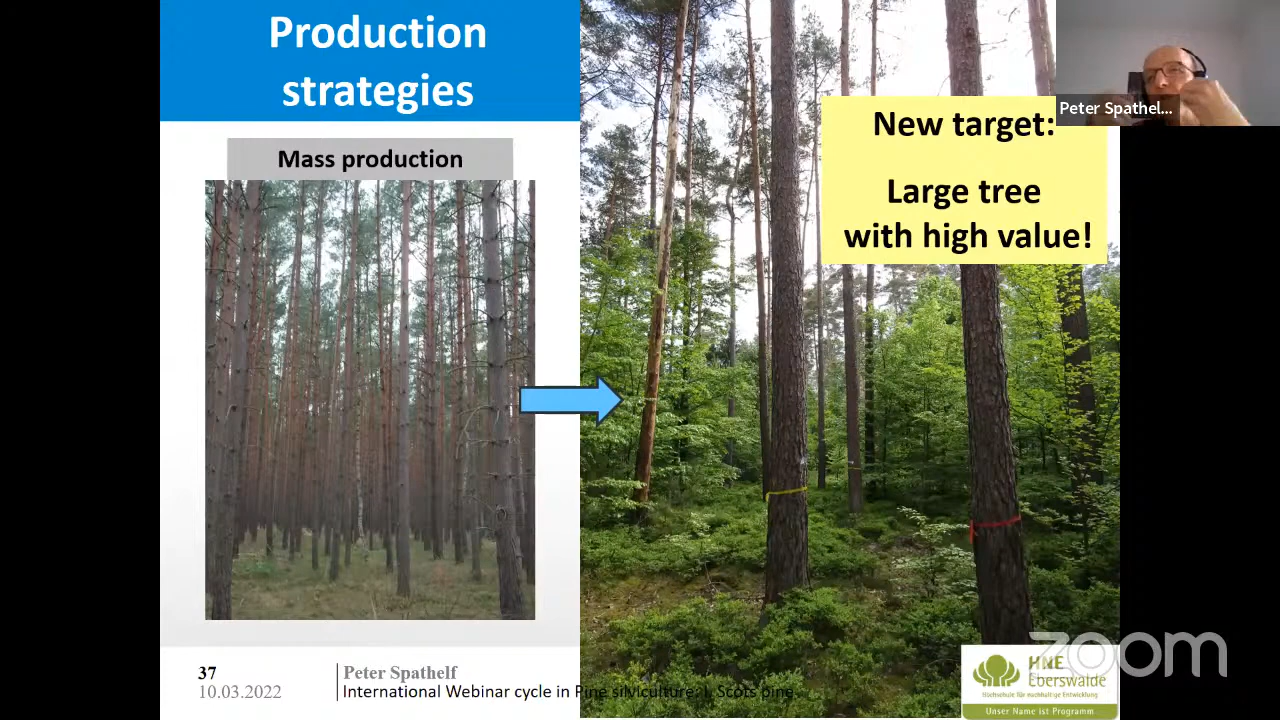 Production
strategies
Mass production
New target:
Large tree
with high value!
Peter Spathel...
37
Peter Spathelf
10.03.2022
International Webinar cycle in Pine silviculture: I. Scots pine
HNE
Eberswalde
Hochschule für nachhaltige Entwicklung
Unser Name ist Programm
zoom